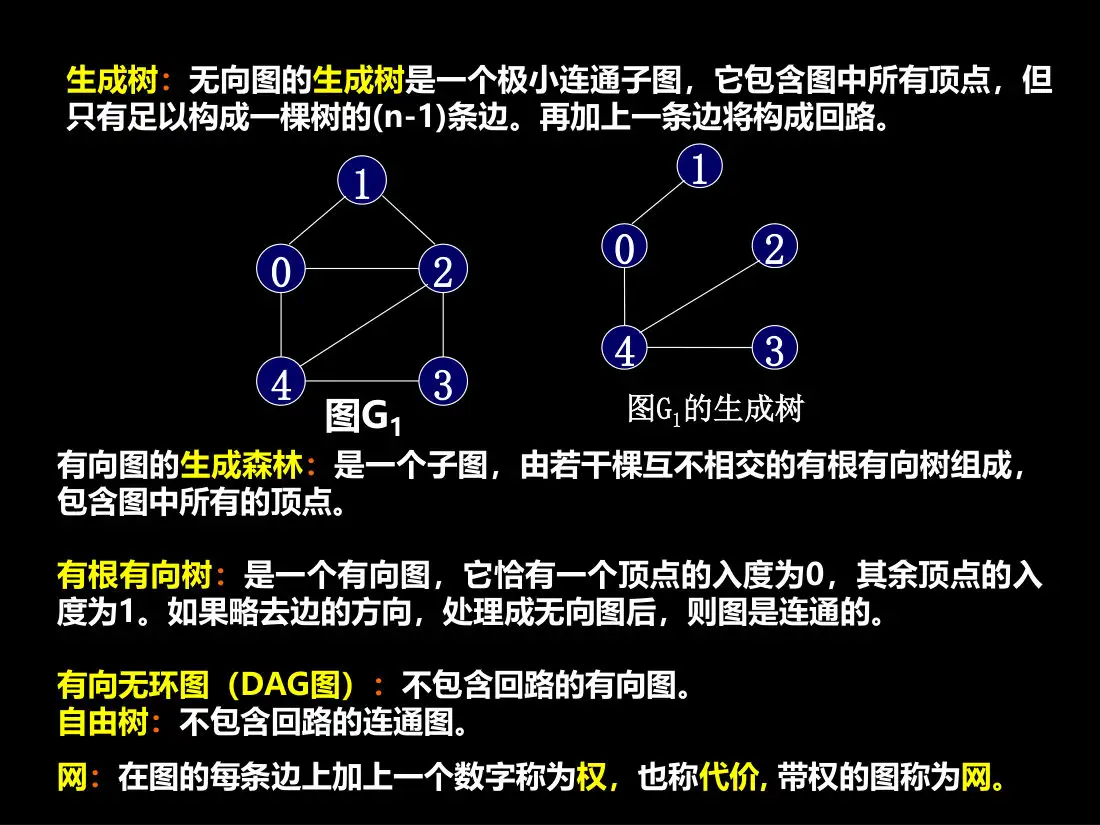 生成树：无向图的生成树是一个极小连通子图，它包含图中所有顶点，但
只有足以构成一棵树的(n-1)条边。再加上一条边将构成回路。
1
0
2
4
3
图G1
1
0
2
4
3
图G1的生成树
有向图的生成森林：是一个子图，由若干棵互不相交的有根有向树组成，
包含图中所有的顶点。
有根有向树：是一个有向图，它恰有一个顶点的入度为0，其余顶点的入
度为1。如果略去边的方向，处理成无向图后，则图是连通的。
有向无环图（DAG图）：不包含回路的有向图。
自由树：不包含回路的连通图。
网：在图的每条边上加上一个数字称为权，也称代价, 带权的图称为网。